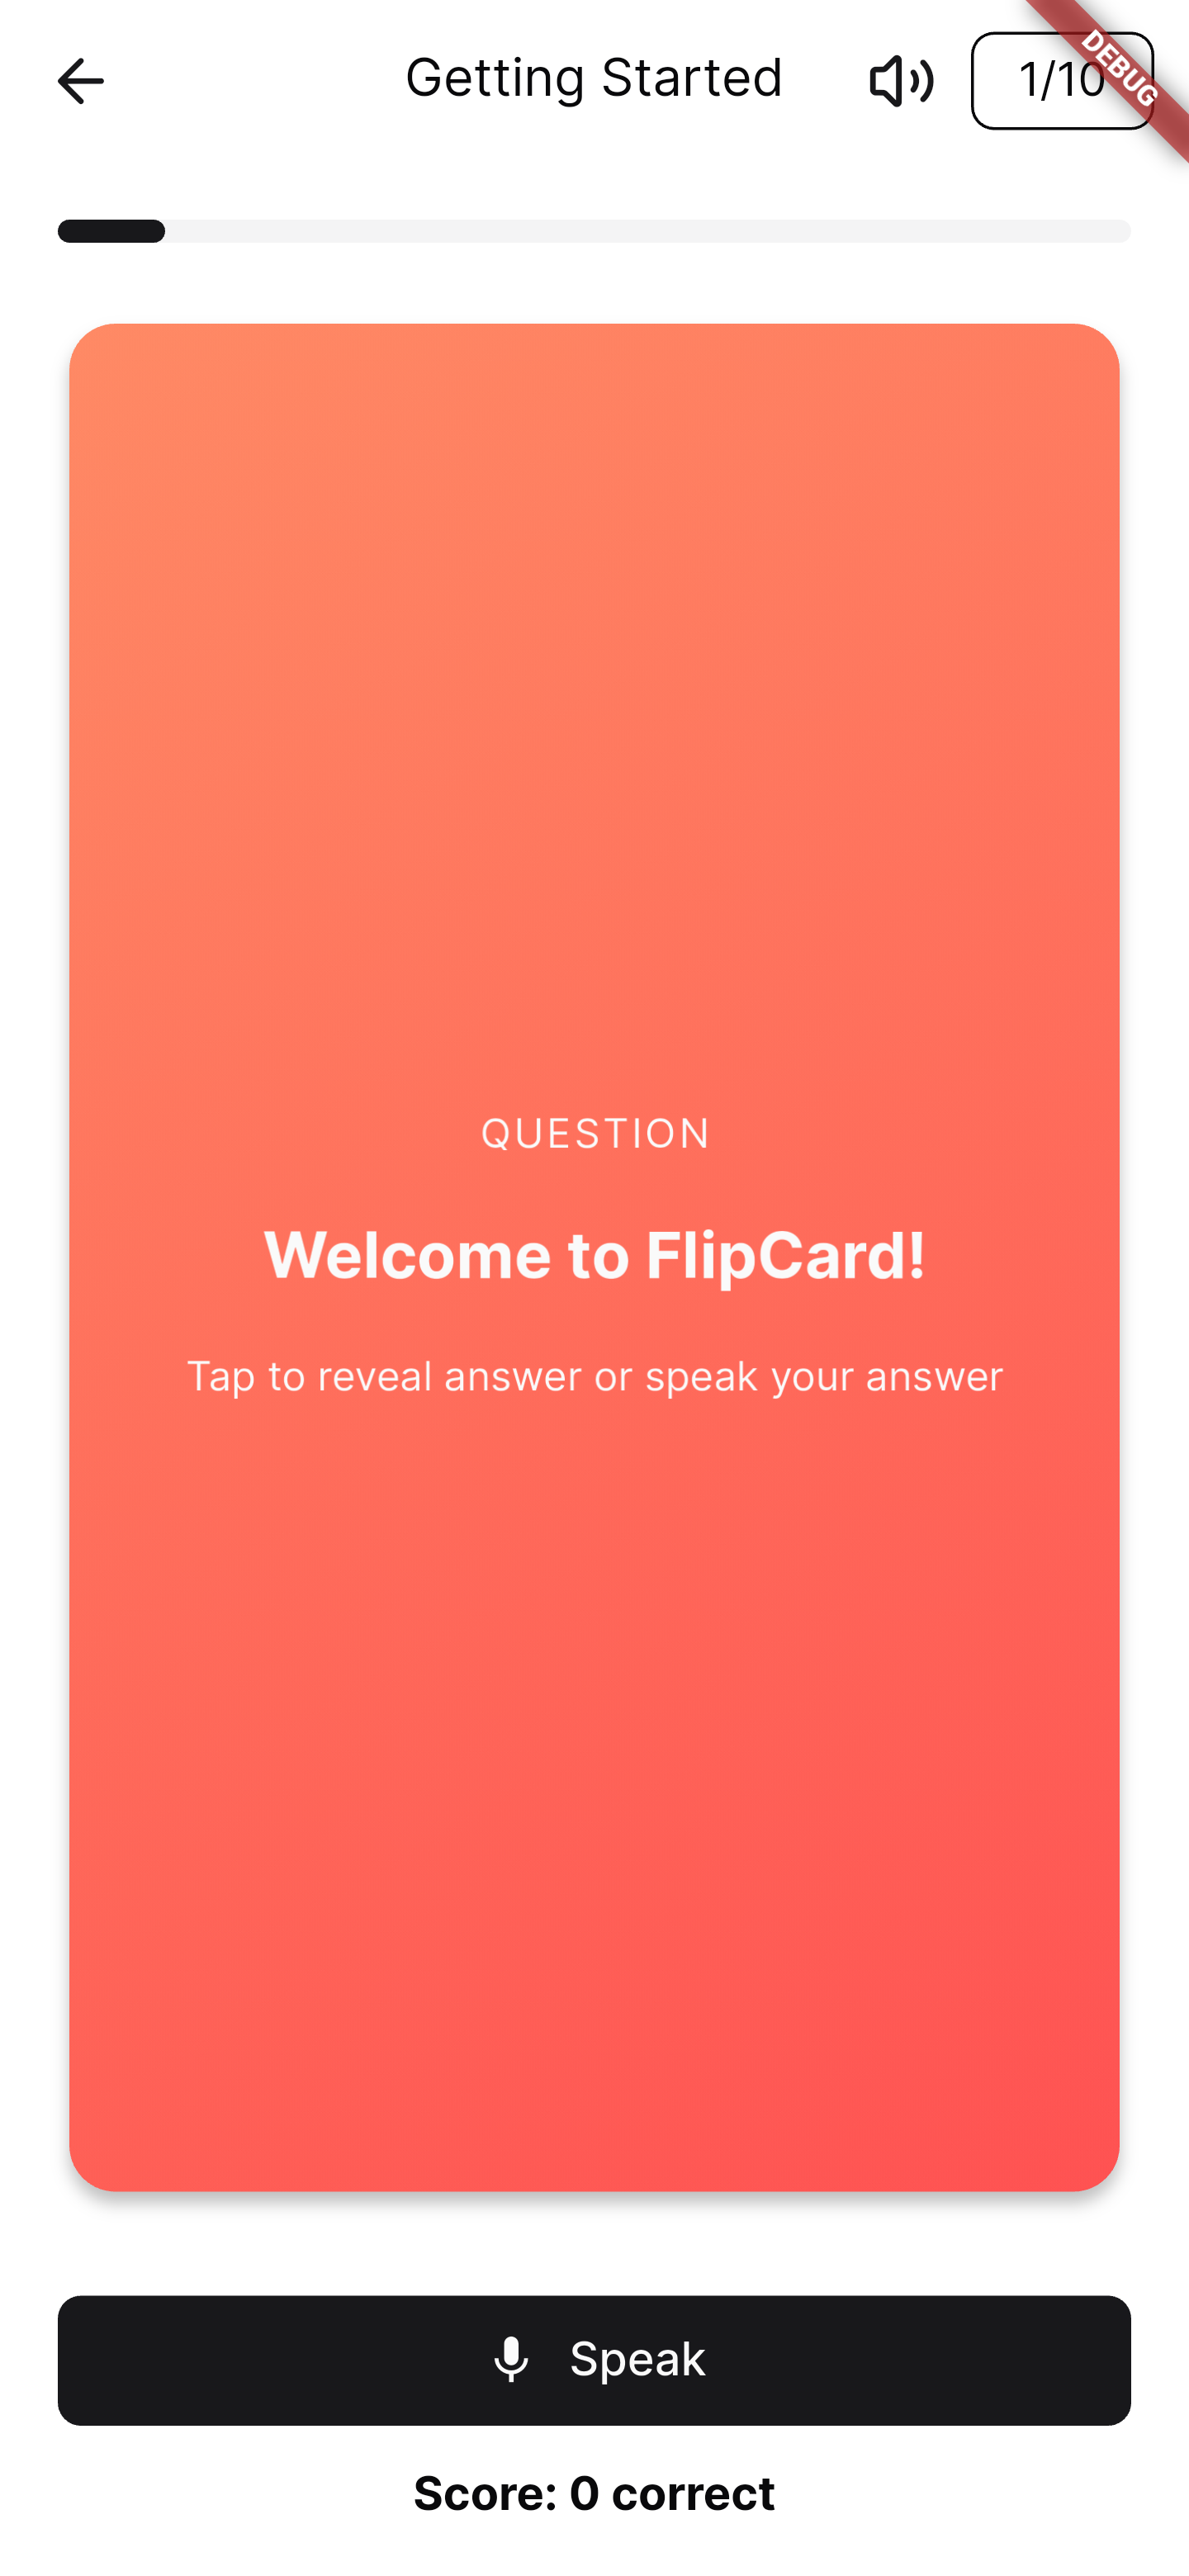 Getting Started
1/10
DEBUG
QUESTION
Welcome to FlipCard!
Tap to reveal answer or speak your answer
Speak
Score: 0 correct